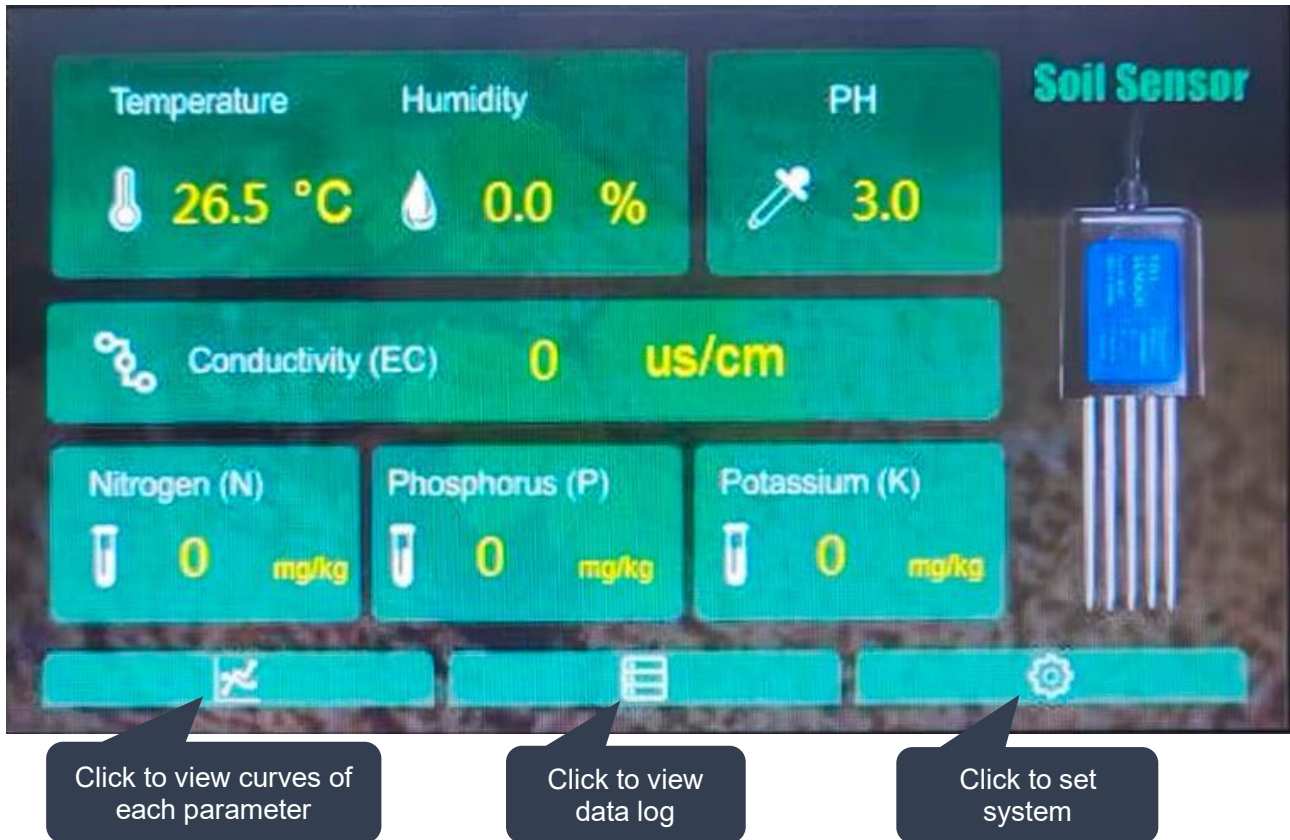 Soil Sensor
Temperature Humidity
26.5 °C 0.0 %
PH
3.0
Conductivity (EC) 0 us/cm
Nitrogen (N)
0 mg/kg
Phosphorus (P)
0 mg/kg
Potassium (K)
0 mg/kg
Click to view curves of
each parameter
Click to view
data log
Click to set
system